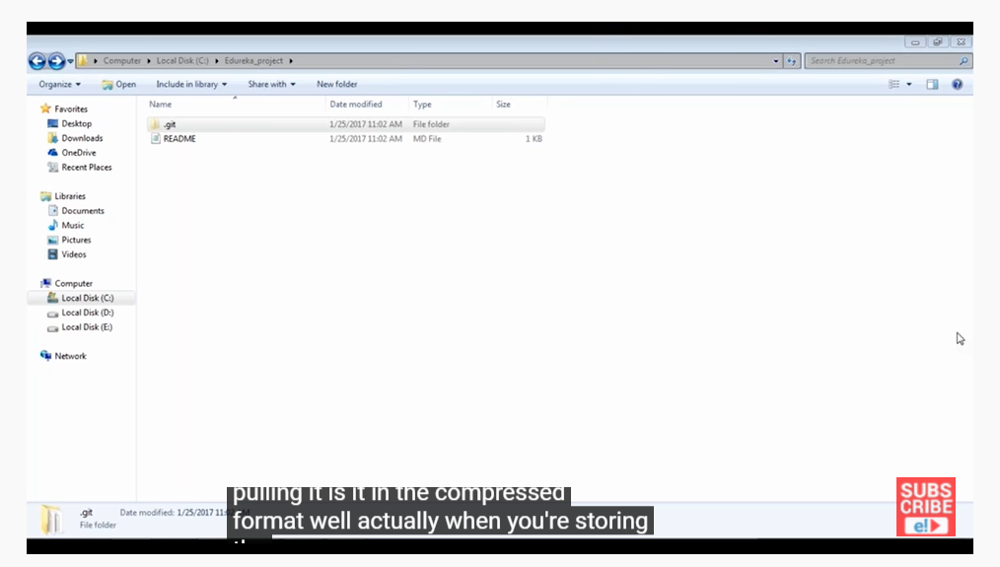 Computer Local Disk (C:) Edureka_project
Search Edureka_project
Organize Open Include in library Share with New folder
Name Date modified Type Size
.git 1/25/2017 11:02 AM File folder
README 1/25/2017 11:02 AM MD File 1 KB
Favorites
Desktop
Downloads
OneDrive
Recent Places
Libraries
Documents
Music
Pictures
Videos
Computer
Local Disk (C:)
Local Disk (D:)
Local Disk (E:)
Network
pulling it is it in the compressed
format well actually when you're storing
.git Date modified: 1/25/2017 11:02
File folder
SUBS
CRIBE
e!